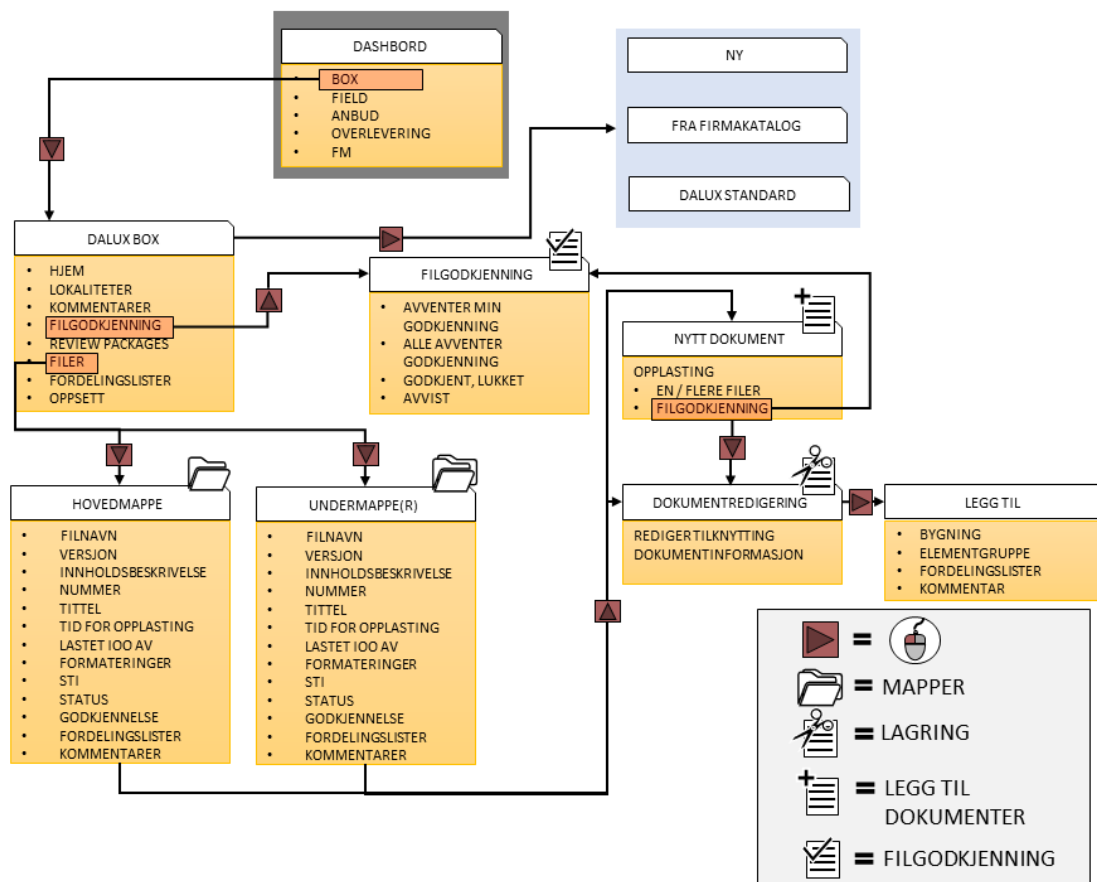 DASHBORD
• BOX
• FIELD
• ANBUD
• OVERLEVERING
• FM
NY
FRA FIRMAKATALOG
DALUX STANDARD
DALUX BOX
• HJEM
• LOKALITETER
• KOMMENTARER
• FILGODKJENNING
• REVIEW PACKAGES
• FILER
• FORDELINGSLISTER
• OPPSETT
FILGODKJENNING
• AVVENTER MIN
GODKJENNING
• ALLE AVVENTER
GODKJENNING
• GODKJENT, LUKKET
• AVVIST
NYTT DOKUMENT
OPPLASTING
• EN / FLERE FILER
• FILGODKJENNING
HOVEDMAPPE
• FILNAVN
• VERSJON
• INNHOLDSBESKRIVELSE
• NUMMER
• TITTEL
• TID FOR OPPLASTING
• LASTET IOO AV
• FORMATERINGER
• STI
• STATUS
• GODKJENNELSE
• FORDELINGSLISTER
• KOMMENTARER
UNDERMAPPE(R)
• FILNAVN
• VERSJON
• INNHOLDSBESKRIVELSE
• NUMMER
• TITTEL
• TID FOR OPPLASTING
• LASTET IOO AV
• FORMATERINGER
• STI
• STATUS
• GODKJENNELSE
• FORDELINGSLISTER
• KOMMENTARER
DOKUMENTREDIGERING
REDIGER TILKNYTTING
DOKUMENTINFORMASJON
LEGG TIL
• BYGNING
• ELEMENTGRUPPE
• FORDELINGSLISTER
• KOMMENTAR
=
= MAPPER
= LAGRING
= LEGG TIL
DOKUMENTER
= FILGODKJENNING